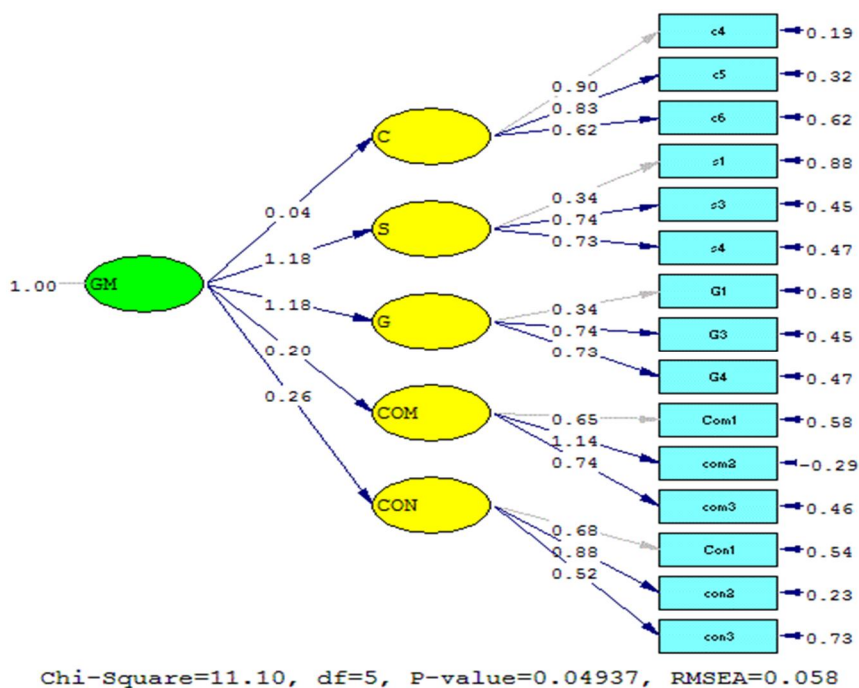 c4 0.19
0.90 c5 0.32
0.83
C 0.62 c6 0.62
s1 0.88
0.04 0.34 s3 0.45
S 0.74
1.18 0.73 s4 0.47
1.00 GM G1 0.88
1.18 0.34
G 0.74 G3 0.45
0.20 0.73 G4 0.47
0.26 COM 0.65 Com1 0.58
1.14
0.74 com2 -0.29
CON com3 0.46
0.68 Con1 0.54
0.88
0.52 con2 0.23
con3 0.73
Chi-Square=11.10, df=5, P-value=0.04937, RMSEA=0.058